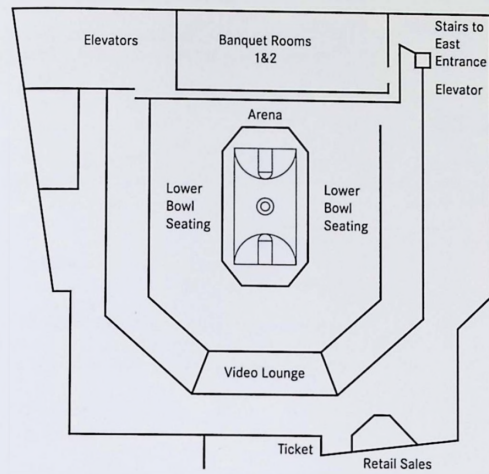 Elevators
Banquet Rooms
1&2
Stairs to
East
Entrance
Elevator
Arena
Lower
Bowl
Seating
Lower
Bowl
Seating
Video Lounge
Ticket
Retail Sales